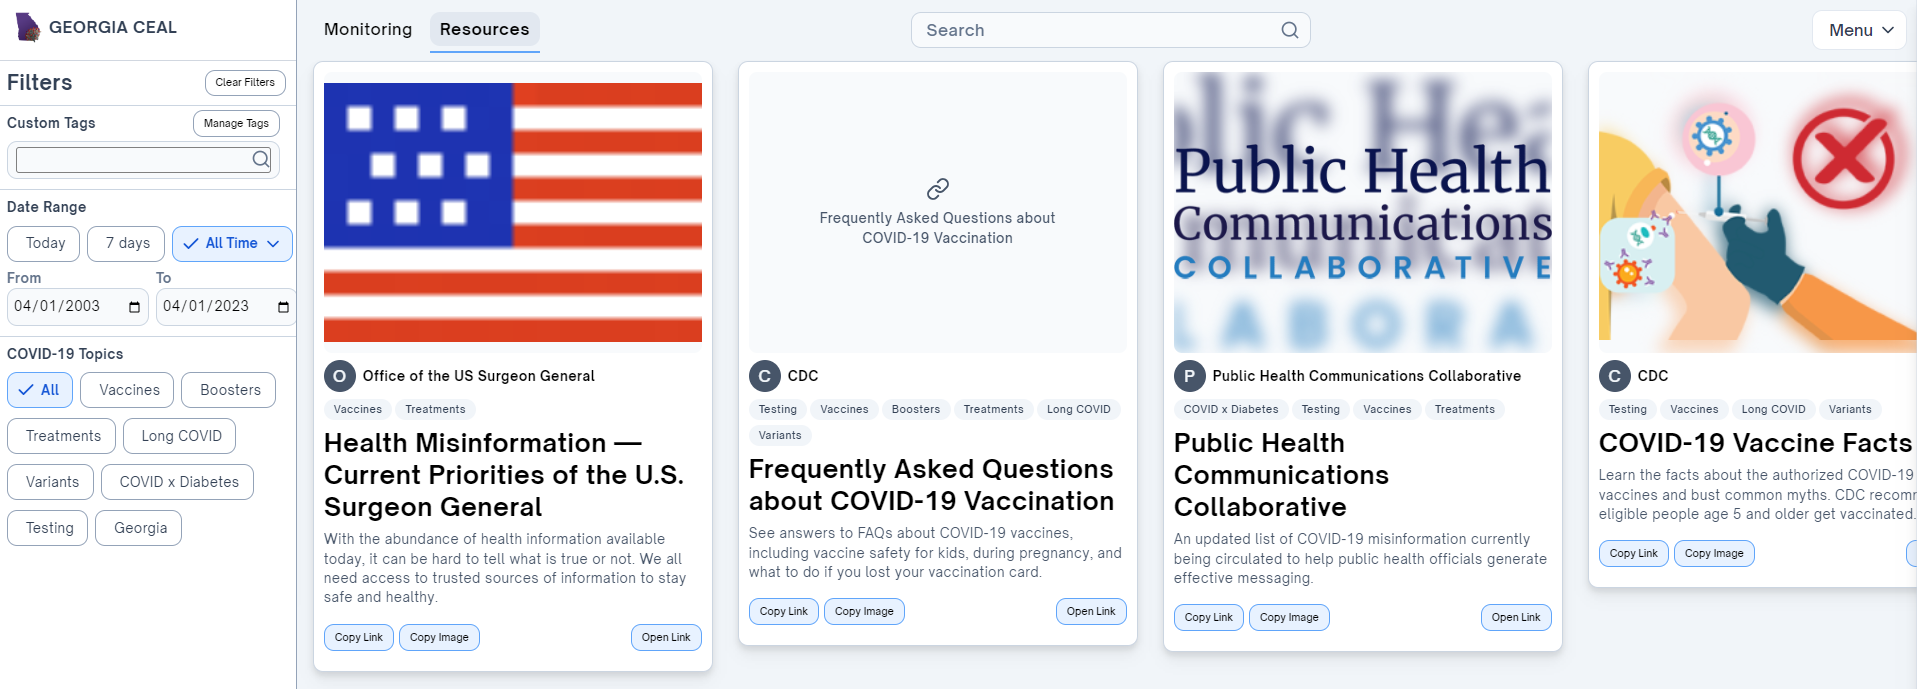 GEORGIA CEAL
Monitoring
Resources
Search
Menu
Filters
Clear Filters
Custom Tags
Manage Tags
Date Range
Today
7 days
All Time
From
To
04/01/2003
04/01/2023
COVID-19 Topics
All
Vaccines
Boosters
Treatments
Long COVID
Variants
COVID x Diabetes
Testing
Georgia
O
Office of the US Surgeon General
Vaccines
Treatments
Health Misinformation —
Current Priorities of the U.S.
Surgeon General
With the abundance of health information available
today, it can be hard to tell what is true or not. We all
need access to trusted sources of information to stay
safe and healthy.
Copy Link
Copy Image
Open Link
Frequently Asked Questions about
COVID-19 Vaccination
C
CDC
Testing
Vaccines
Boosters
Treatments
Long COVID
Variants
Frequently Asked Questions
about COVID-19 Vaccination
See answers to FAQs about COVID-19 vaccines,
including vaccine safety for kids, during pregnancy, and
what to do if you lost your vaccination card.
Copy Link
Copy Image
Open Link
Public Health
Communications
COLLABORATIVE
P
Public Health Communications Collaborative
COVID x Diabetes
Testing
Vaccines
Treatments
Public Health
Communications
Collaborative
An updated list of COVID-19 misinformation currently
being circulated to help public health officials generate
effective messaging.
Copy Link
Copy Image
Open Link
C
CDC
Testing
Vaccines
Long COVID
Variants
COVID-19 Vaccine Facts
Learn the facts about the authorized COVID-19
vaccines and bust common myths. CDC
eligible people age 5 and older get vaccinated.
Copy Link
Copy Image